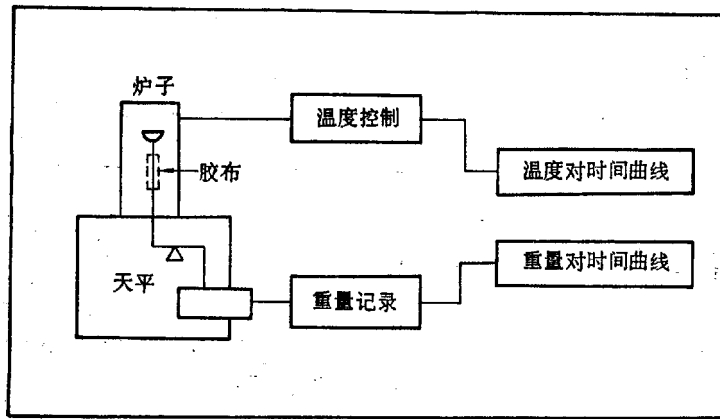 炉子
温度控制
胶布
温度对时间曲线
重量对时间曲线
天平
重量记录